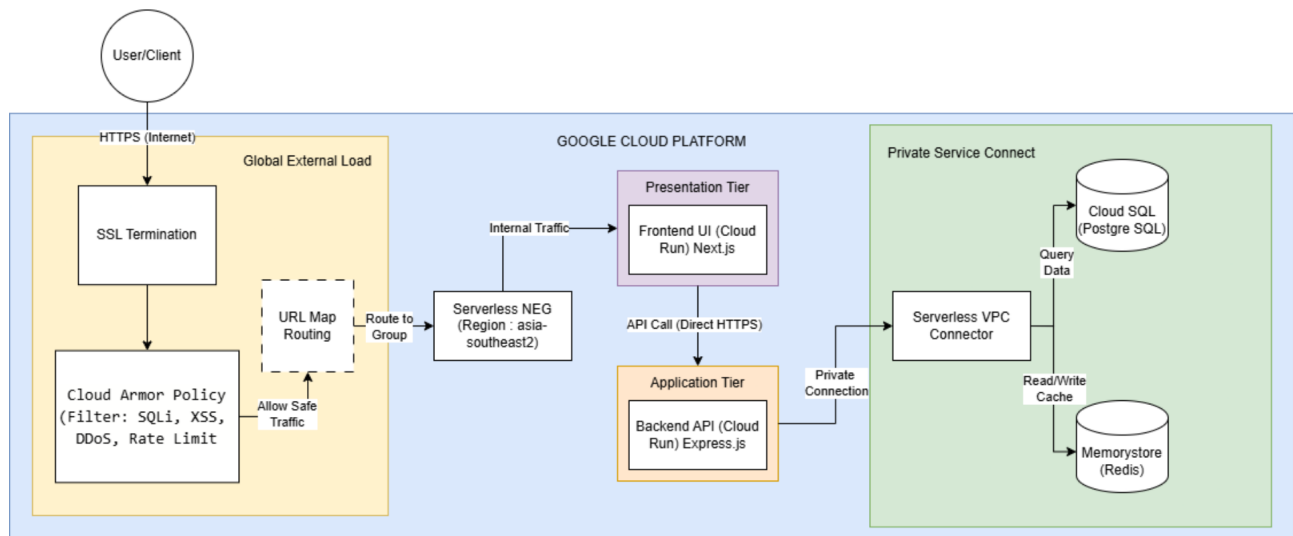 User/Client
HTTPS (Internet)
GOOGLE CLOUD PLATFORM
Global External Load
SSL Termination
Cloud Armor Policy
(Filter: SQLi, XSS,
DDoS, Rate Limit
Allow Safe
Traffic
URL Map
Routing
Route to
Group
Serverless NEG
(Region : asia-
southeast2)
Internal Traffic
Presentation Tier
Frontend UI (Cloud
Run) Next.js
API Call (Direct HTTPS)
Application Tier
Backend API (Cloud
Run) Express.js
Private
Connection
Private Service Connect
Serverless VPC
Connector
Query
Data
Cloud SQL
(Postgre SQL)
Read/Write
Cache
Memorystore
(Redis)